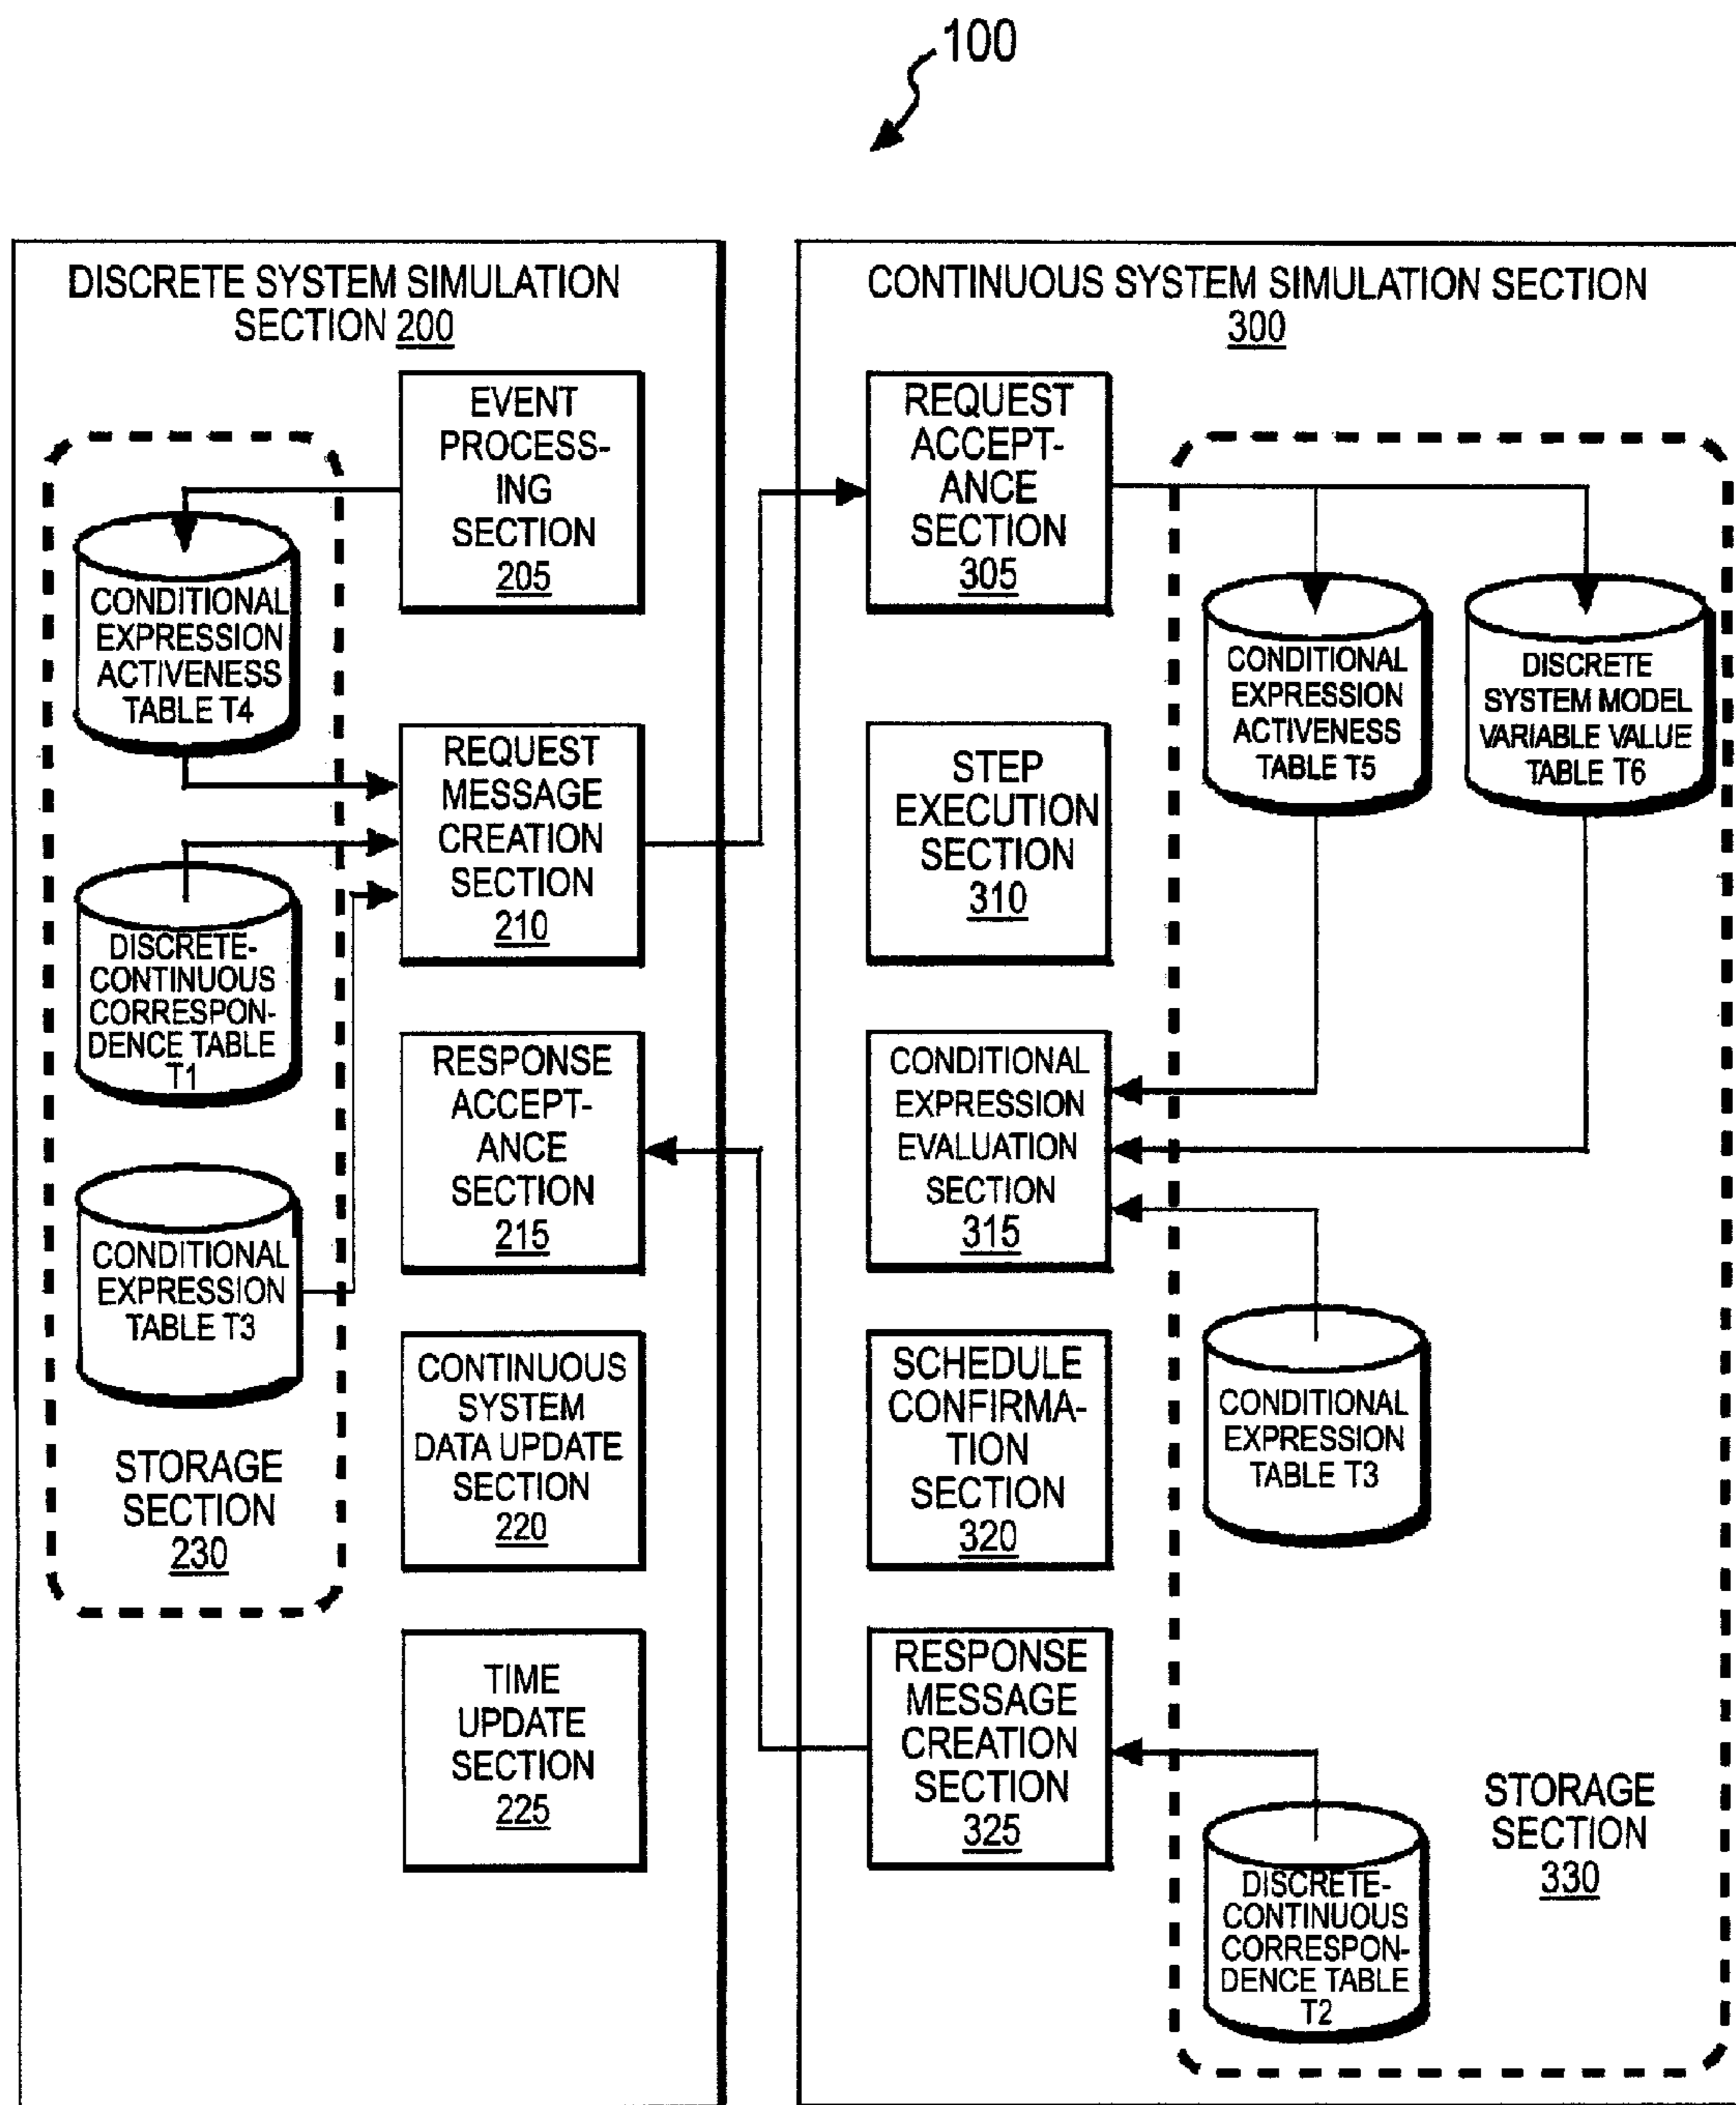 100
DISCRETE SYSTEM SIMULATION
SECTION 200
EVENT
PROCESS-
ING
SECTION
205
CONDITIONAL
EXPRESSION
ACTIVENESS
TABLE T4
REQUEST
MESSAGE
CREATION
SECTION
210
DISCRETE-
CONTINUOUS
CORRESPON-
DENCE TABLE
T1
RESPONSE
ACCEPT-
ANCE
SECTION
215
CONDITIONAL
EXPRESSION
TABLE T3
CONTINUOUS
SYSTEM
DATA UPDATE
SECTION
220
STORAGE
SECTION
230
TIME
UPDATE
SECTION
225
CONTINUOUS SYSTEM SIMULATION SECTION
300
REQUEST
ACCEPT-
ANCE
SECTION
305
CONDITIONAL
EXPRESSION
ACTIVENESS
TABLE T5
DISCRETE
SYSTEM MODEL
VARIABLE VALUE
TABLE T6
STEP
EXECUTION
SECTION
310
CONDITIONAL
EXPRESSION
EVALUATION
SECTION
315
SCHEDULE
CONFIRMA-
TION
SECTION
320
CONDITIONAL
EXPRESSION
TABLE T3
RESPONSE
MESSAGE
CREATION
SECTION
325
STORAGE
SECTION
330
DISCRETE-
CONTINUOUS
CORRESPON-
DENCE TABLE
T2